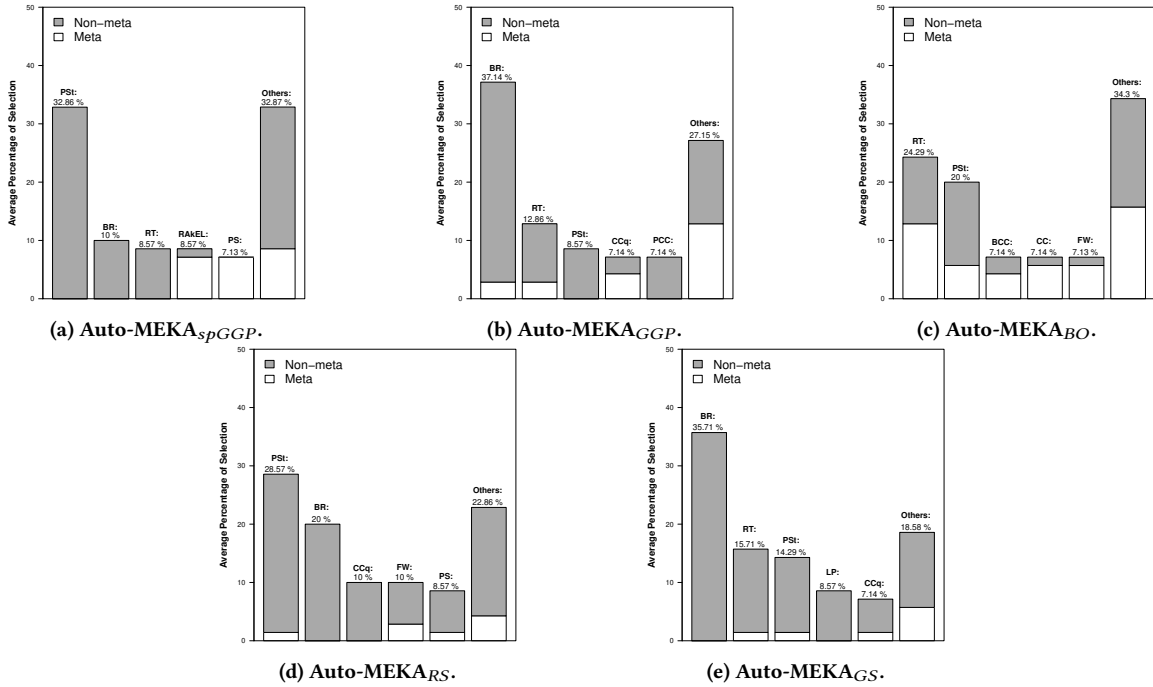 Non−meta
Meta
Average Percentage of Selection
0
10
20
30
40
50
PSt:
32.86 %
BR:
10 %
RT:
8.57 %
RAkEL:
8.57 %
PS:
7.13 %
Others:
32.87 %
(a) Auto-MEKAspGGP.
Non−meta
Meta
Average Percentage of Selection
0
10
20
30
40
50
BR:
37.14 %
RT:
12.86 %
PSt:
8.57 %
CCq:
7.14 %
PCC:
7.14 %
Others:
27.15 %
(b) Auto-MEKAGGP.
Non−meta
Meta
Average Percentage of Selection
0
10
20
30
40
50
RT:
24.29 %
PSt:
20 %
BCC:
7.14 %
CC:
7.14 %
FW:
7.13 %
Others:
34.3 %
(c) Auto-MEKABO.
Non−meta
Meta
Average Percentage of Selection
0
10
20
30
40
50
PSt:
28.57 %
BR:
20 %
CCq:
10 %
FW:
10 %
PS:
8.57 %
Others:
22.86 %
(d) Auto-MEKARS.
Non−meta
Meta
Average Percentage of Selection
0
10
20
30
40
50
BR:
35.71 %
RT:
15.71 %
PSt:
14.29 %
LP:
8.57 %
CCq:
7.14 %
Others:
18.58 %
(e) Auto-MEKAGS.